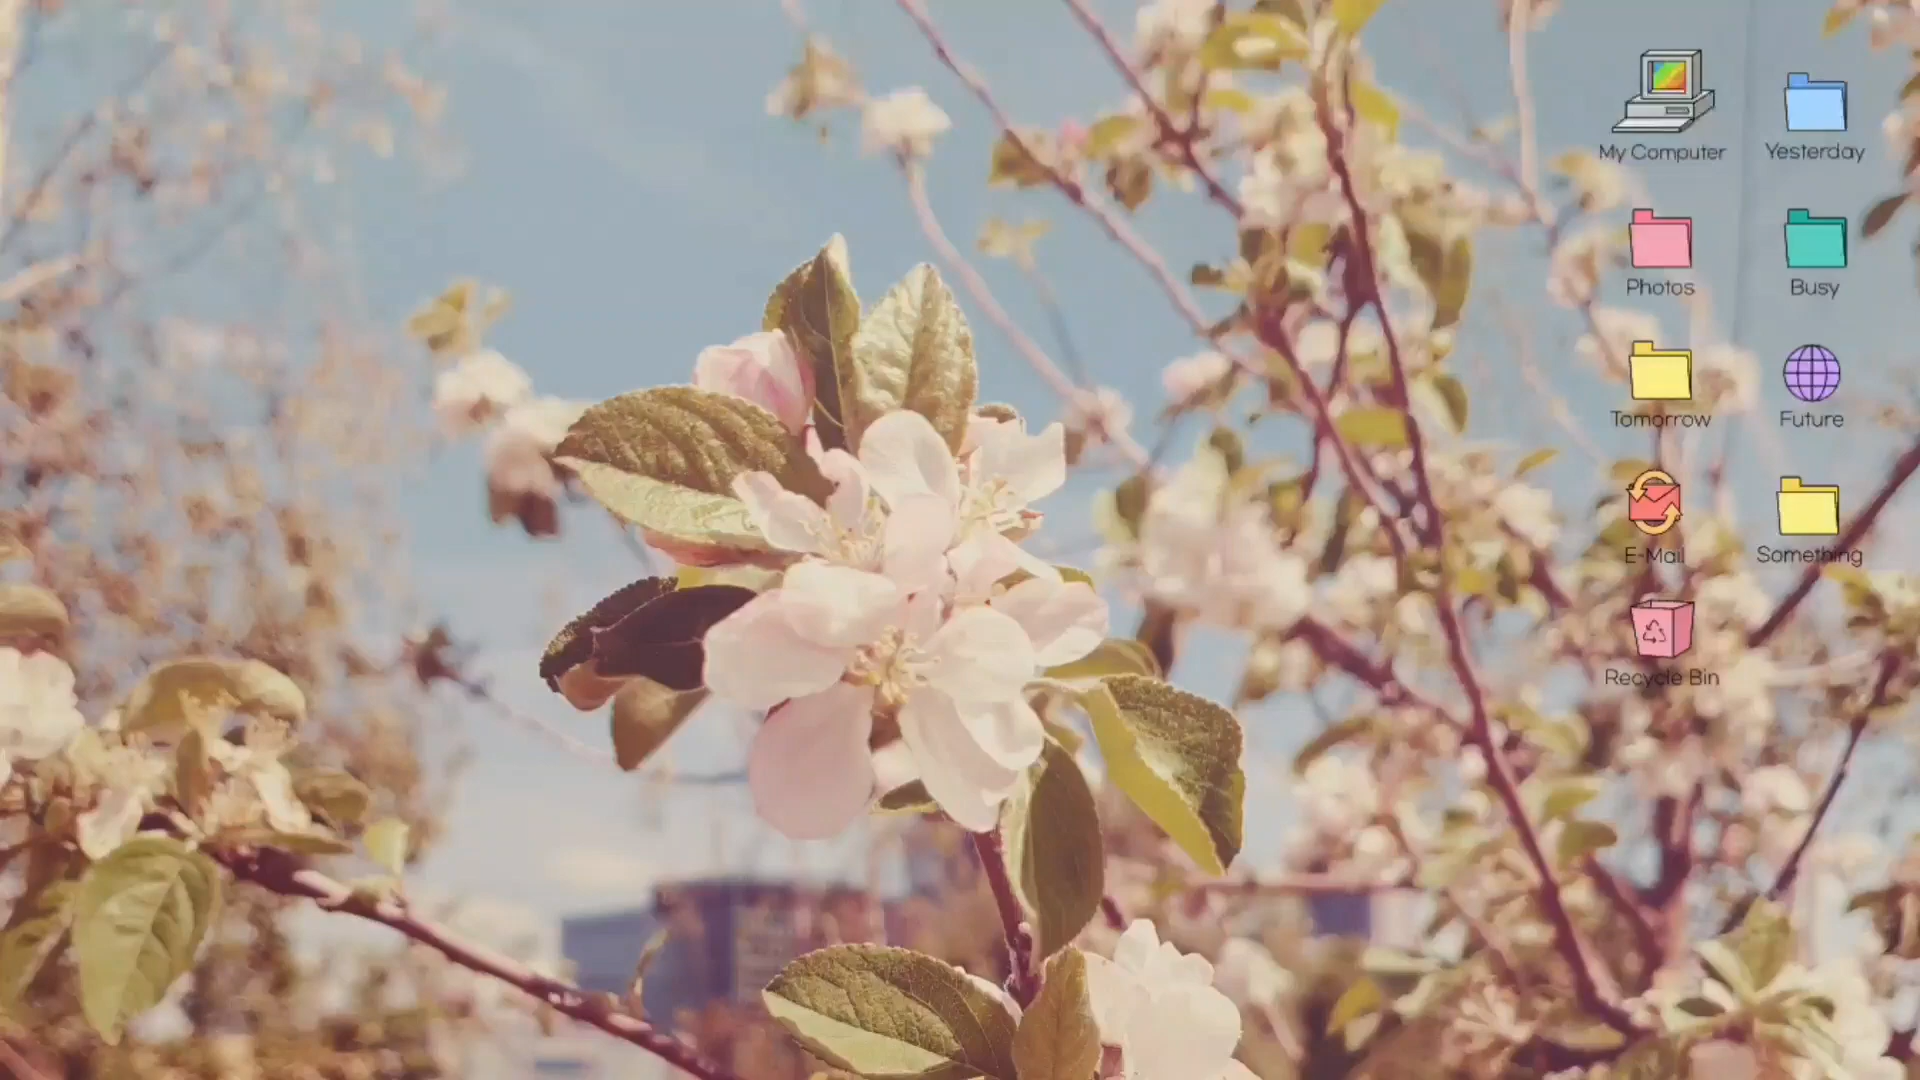 My Computer
Yesterday
Photos
Busy
Tomorrow
Future
E-Mail
Something
Recycle Bin